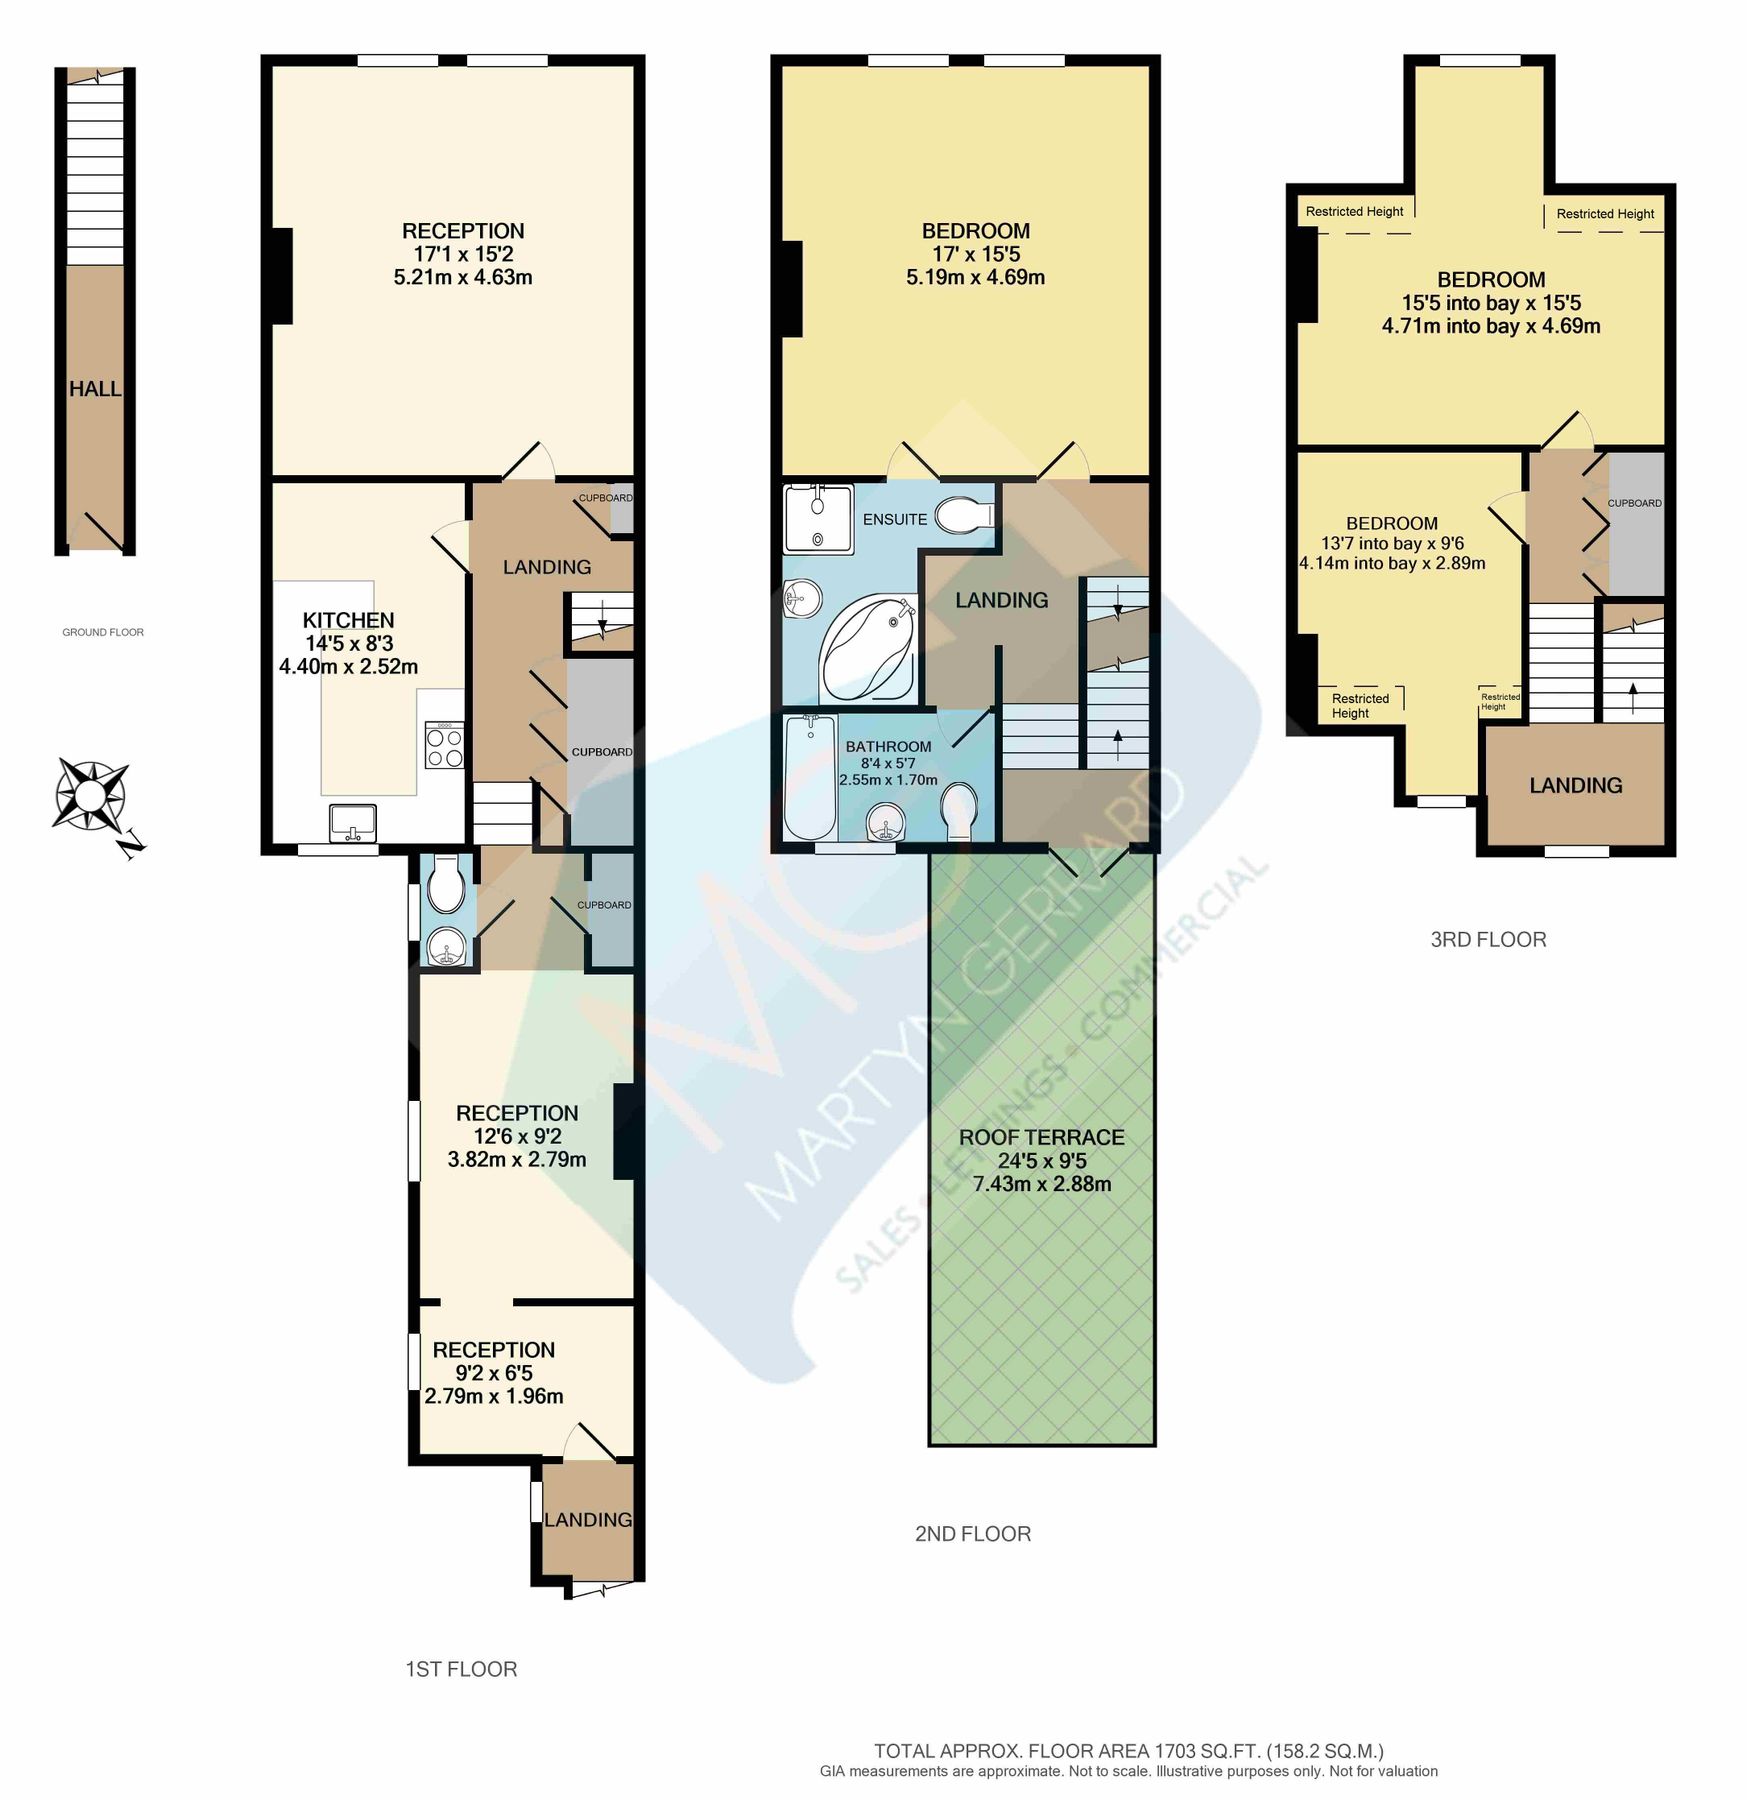 HALL
GROUND FLOOR
N
RECEPTION
17'1 x 15'2
5.21m x 4.63m
CUPBOARD
LANDING
KITCHEN
14'5 x 8'3
4.40m x 2.52m
CUPBOARD
CUPBOARD
RECEPTION
12'6 x 9'2
3.82m x 2.79m
RECEPTION
9'2 x 6'5
2.79m x 1.96m
LANDING
1ST FLOOR
BEDROOM
17' x 15'5
5.19m x 4.69m
ENSUITE
LANDING
BATHROOM
8'4 x 5'7
2.55m x 1.70m
ROOF TERRACE
24'5 x 9'5
7.43m x 2.88m
2ND FLOOR
Restricted Height
Restricted Height
BEDROOM
15'5 into bay x 15'5
4.71m into bay x 4.69m
CUPBOARD
BEDROOM
13'7 into bay x 9'6
4.14m into bay x 2.89m
Restricted
Height
Restricted
Height
LANDING
3RD FLOOR
MG
MARTYN GERRARD
SALES • LETTINGS • COMMERCIAL
TOTAL APPROX. FLOOR AREA 1703 SQ.FT. (158.2 SQ.M.)
GIA measurements are approximate. Not to scale. Illustrative purposes only. Not for valuation